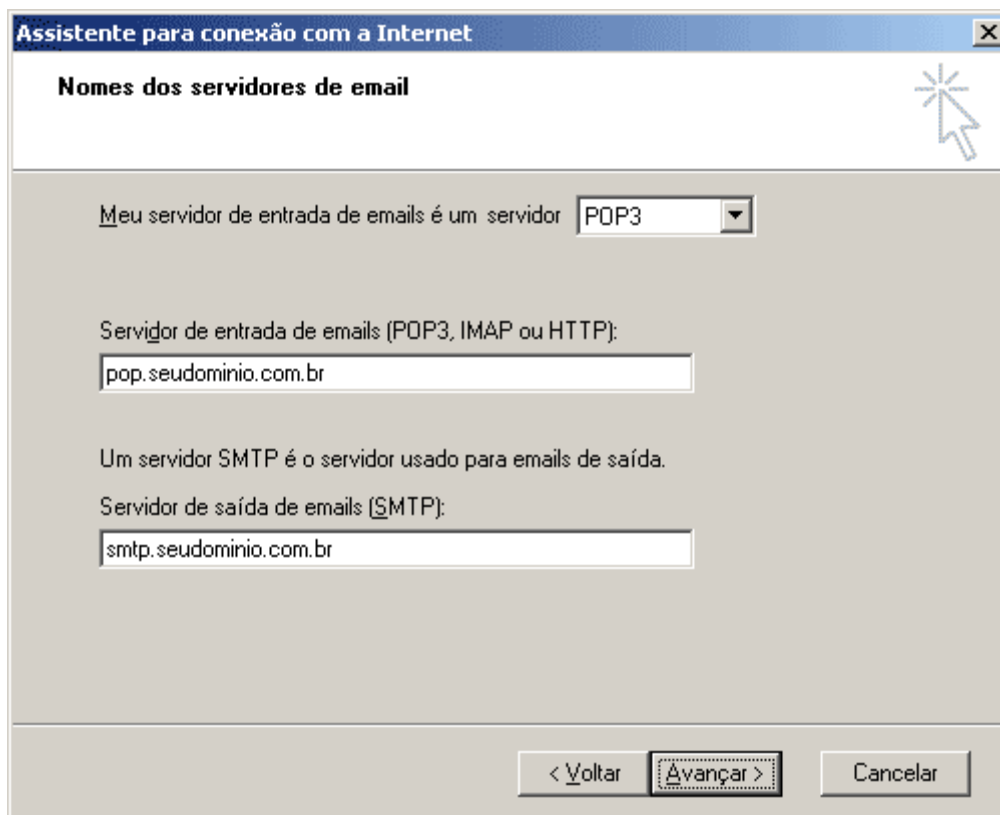 Assistente para conexão com a Internet
Nomes dos servidores de email
Meu servidor de entrada de emails é um servidor POP3
Servidor de entrada de emails (POP3, IMAP ou HTTP):
pop.seudominio.com.br
Um servidor SMTP é o servidor usado para emails de saída.
Servidor de saída de emails (SMTP):
smtp.seudominio.com.br
< Voltar Avançar > Cancelar